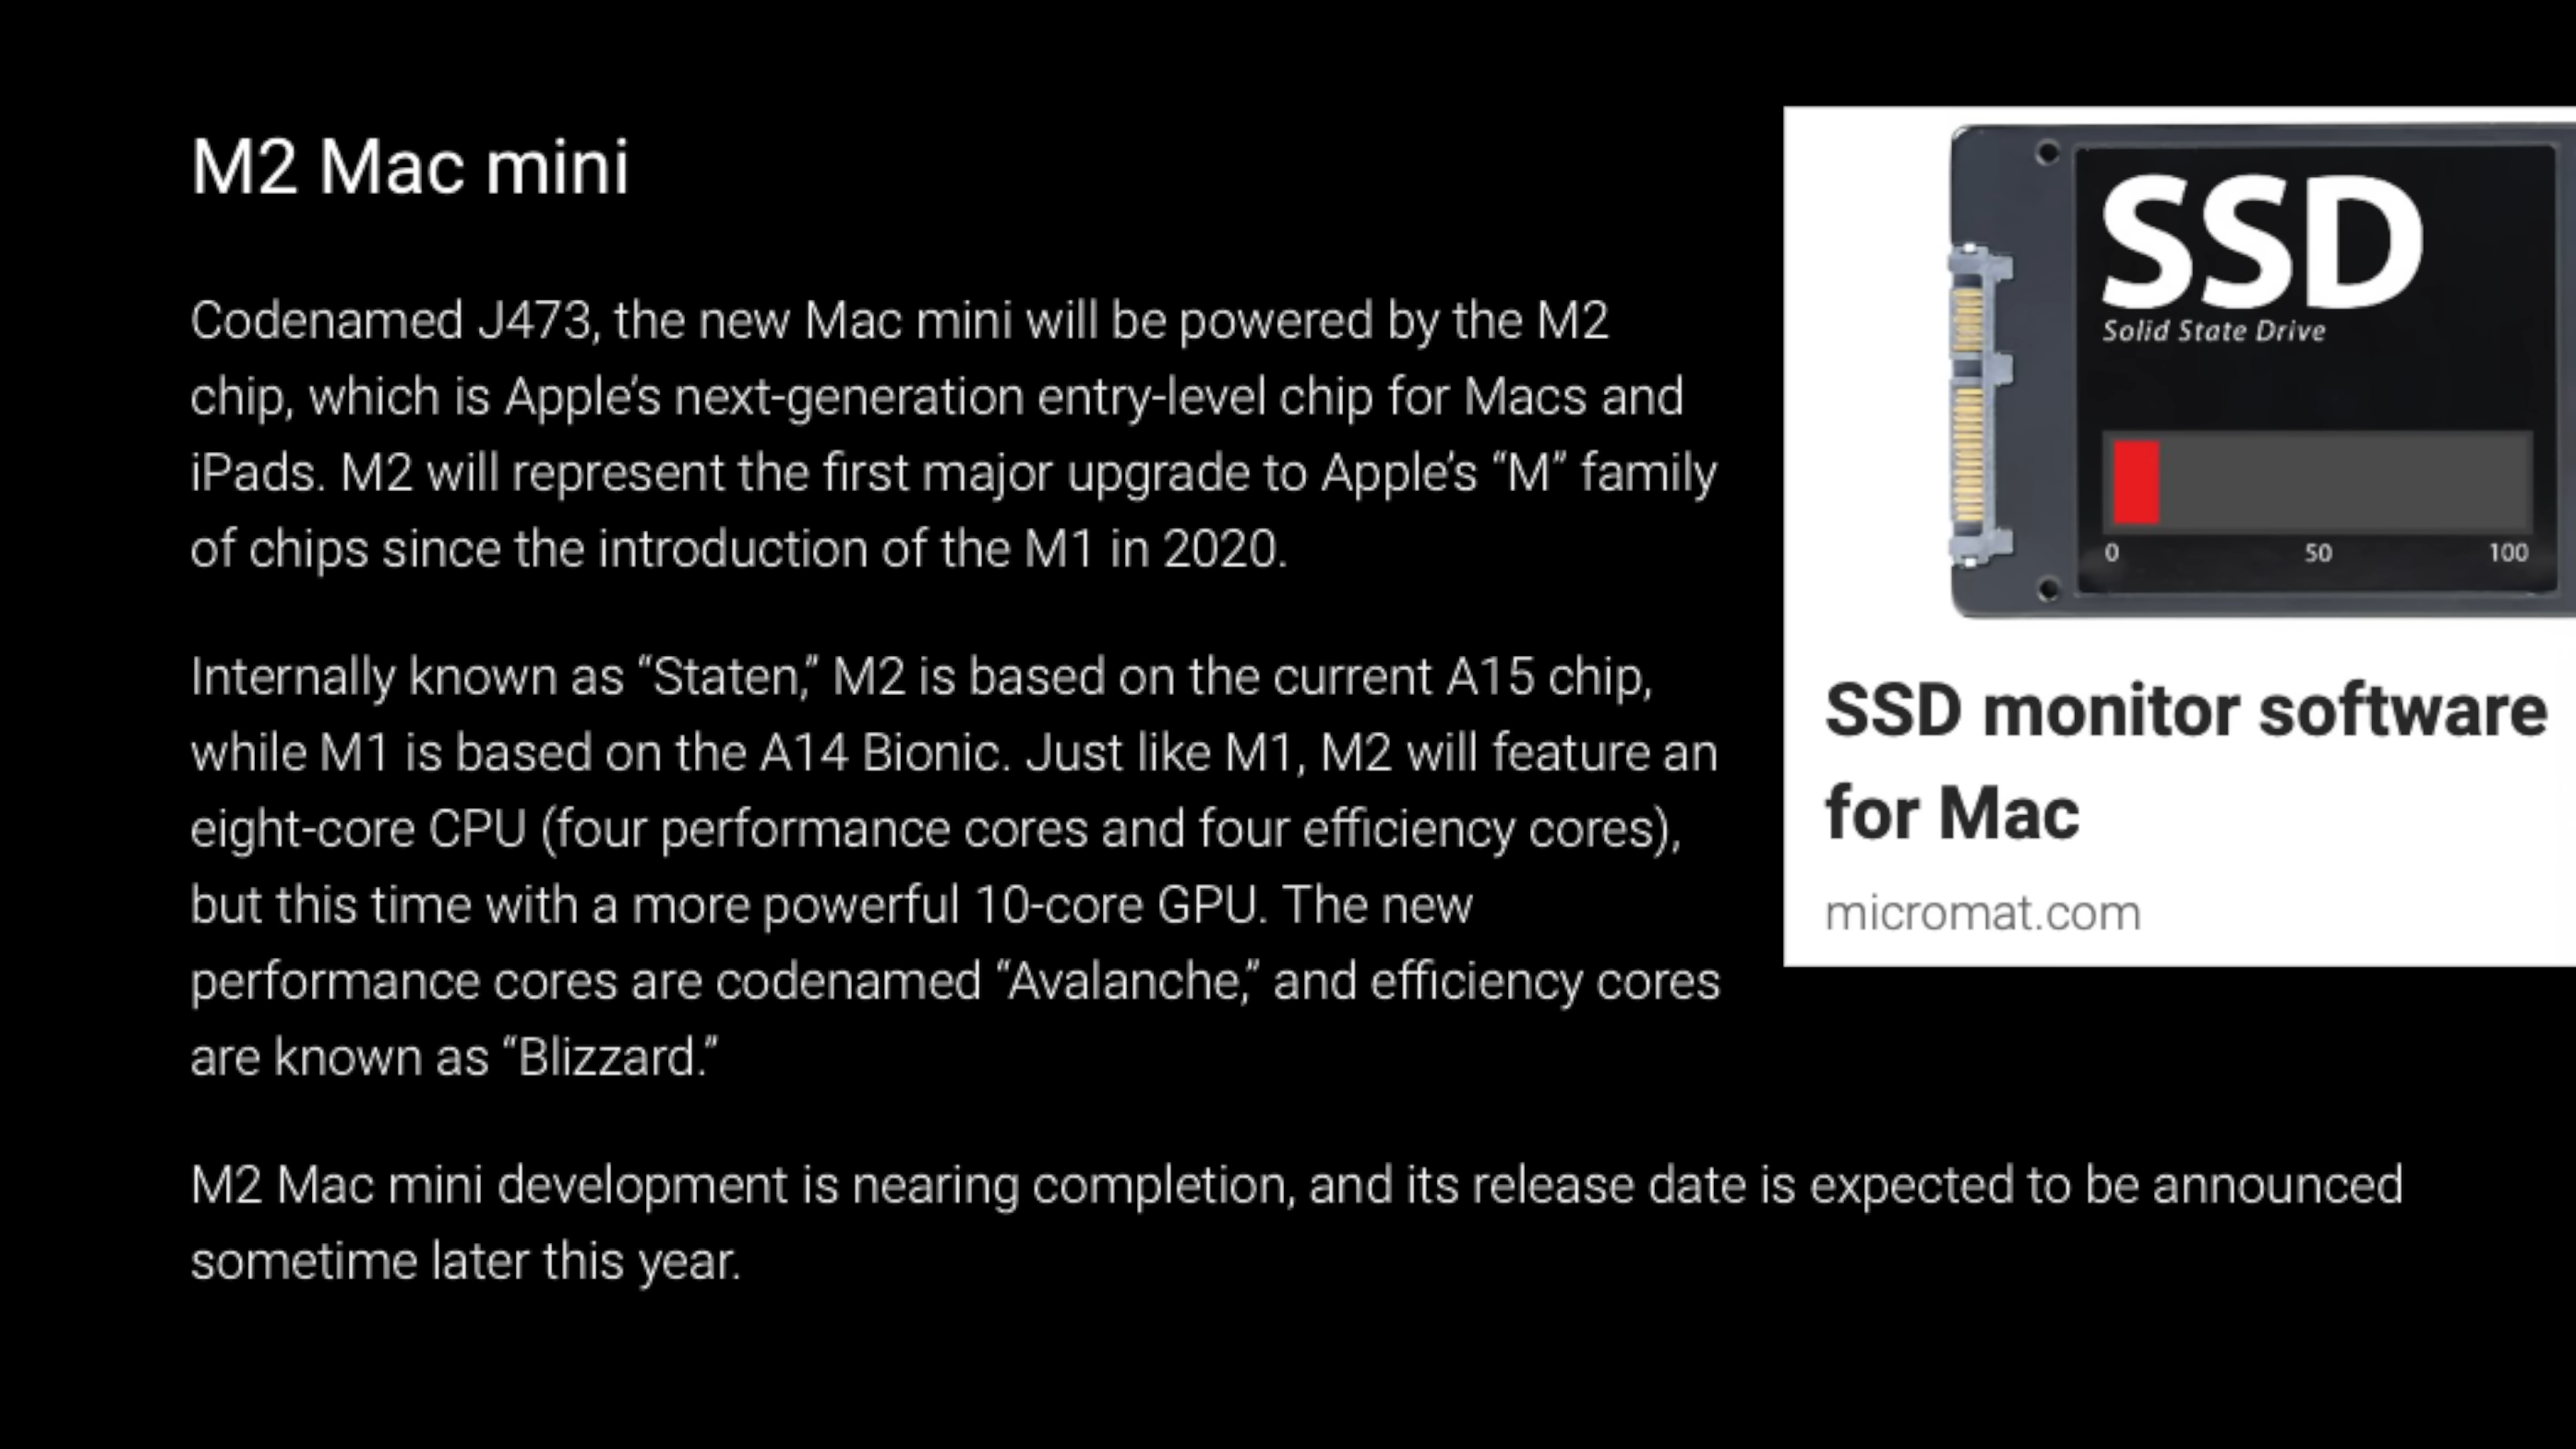 M2 Mac mini
Codenamed J473, the new Mac mini will be powered by the M2
chip, which is Apple’s next-generation entry-level chip for Macs and
iPads. M2 will represent the first major upgrade to Apple’s “M” family
of chips since the introduction of the M1 in 2020.
Internally known as “Staten,” M2 is based on the current A15 chip,
while M1 is based on the A14 Bionic. Just like M1, M2 will feature an
eight-core CPU (four performance cores and four efficiency cores),
but this time with a more powerful 10-core GPU. The new
performance cores are codenamed “Avalanche,” and efficiency cores
are known as “Blizzard.”
M2 Mac mini development is nearing completion, and its release date is expected to be announced
sometime later this year.
SSD
Solid State Drive
0 50 100
SSD monitor software
for Mac
micromat.com